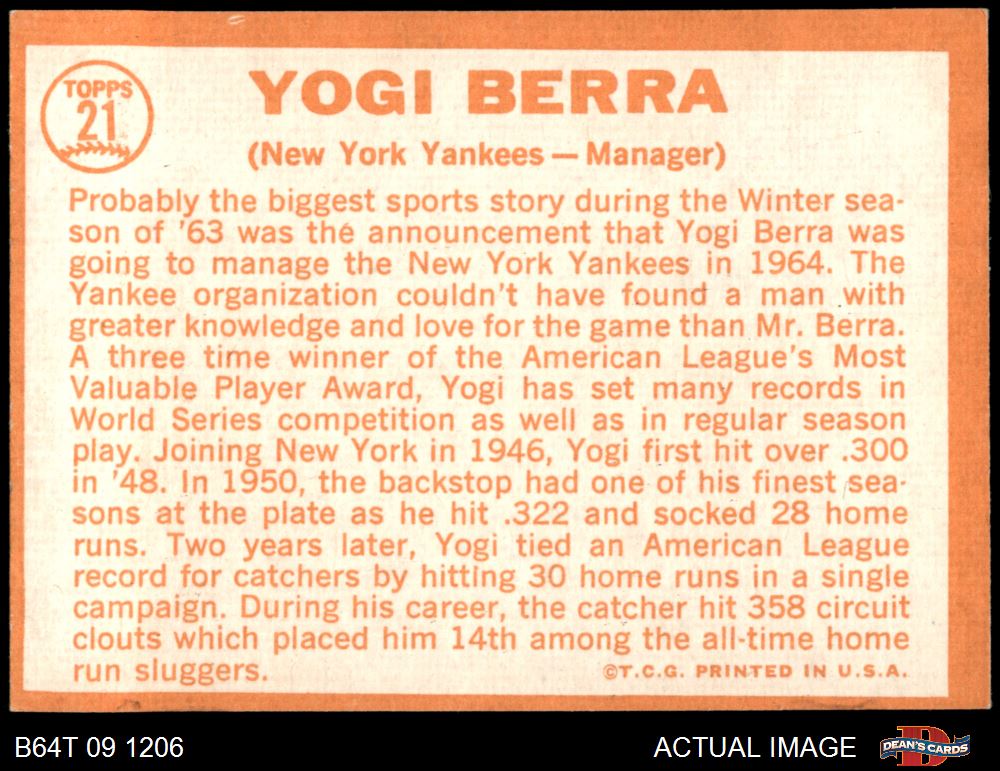 TOPPS
21
YOGI BERRA
(New York Yankees — Manager)
Probably the biggest sports story during the Winter sea-
son of '63 was the announcement that Yogi Berra was
going to manage the New York Yankees in 1964. The
Yankee organization couldn't have found a man with
greater knowledge and love for the game than Mr. Berra.
A three time winner of the American League's Most
Valuable Player Award, Yogi has set many records in
World Series competition as well as in regular season
play. Joining New York in 1946, Yogi first hit over .300
in '48. In 1950, the backstop had one of his finest sea-
sons at the plate as he hit .322 and socked 28 home
runs. Two years later, Yogi tied an American League
record for catchers by hitting 30 home runs in a single
campaign. During his career, the catcher hit 358 circuit
clouts which placed him 14th among the all-time home
run sluggers.
©T.C.G. PRINTED IN U.S.A.
B64T 09 1206
ACTUAL IMAGE
DEAN'S CARDS